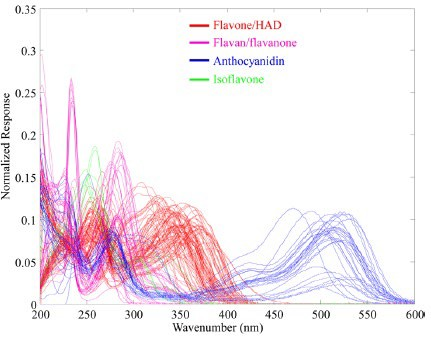 0.35
0.3
0.25
0.2
0.15
0.1
0.05
0
Normalized Response
Flavone/HAD
Flavan/flavanone
Anthocyanidin
Isoflavone
200 250 300 350 400 450 500 550 600
Wavenumber (nm)